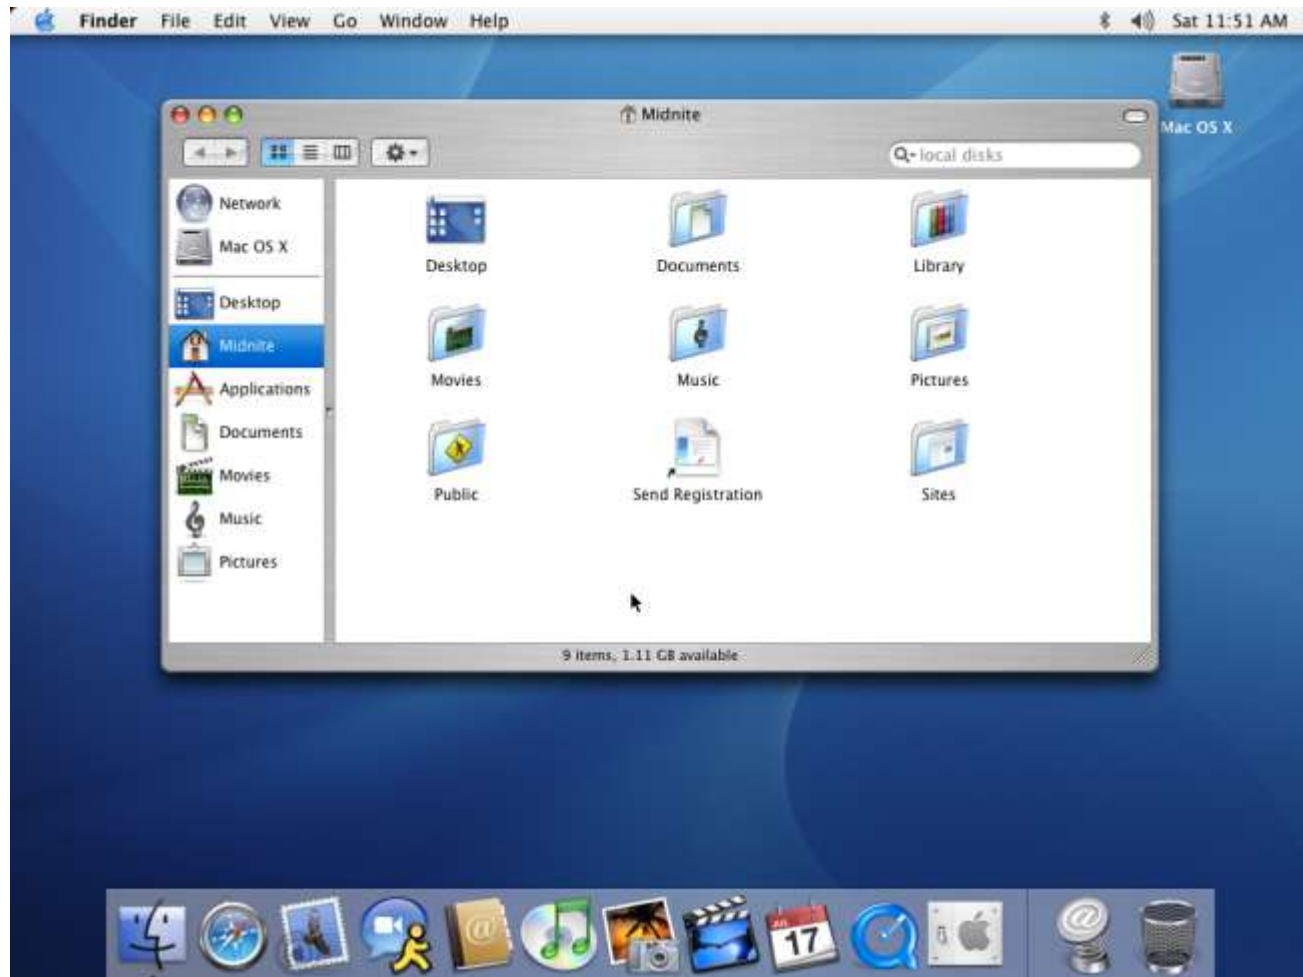 Finder File Edit View Go Window Help Sat 11:51 AM
Mac OS X
Midnite
local disks
Network
Mac OS X
Desktop
Midnite
Applications
Documents
Movies
Music
Pictures
Desktop Documents Library
Movies Music Pictures
Public Send Registration Sites
9 items, 1.11 GB available
JUL
17
@
@